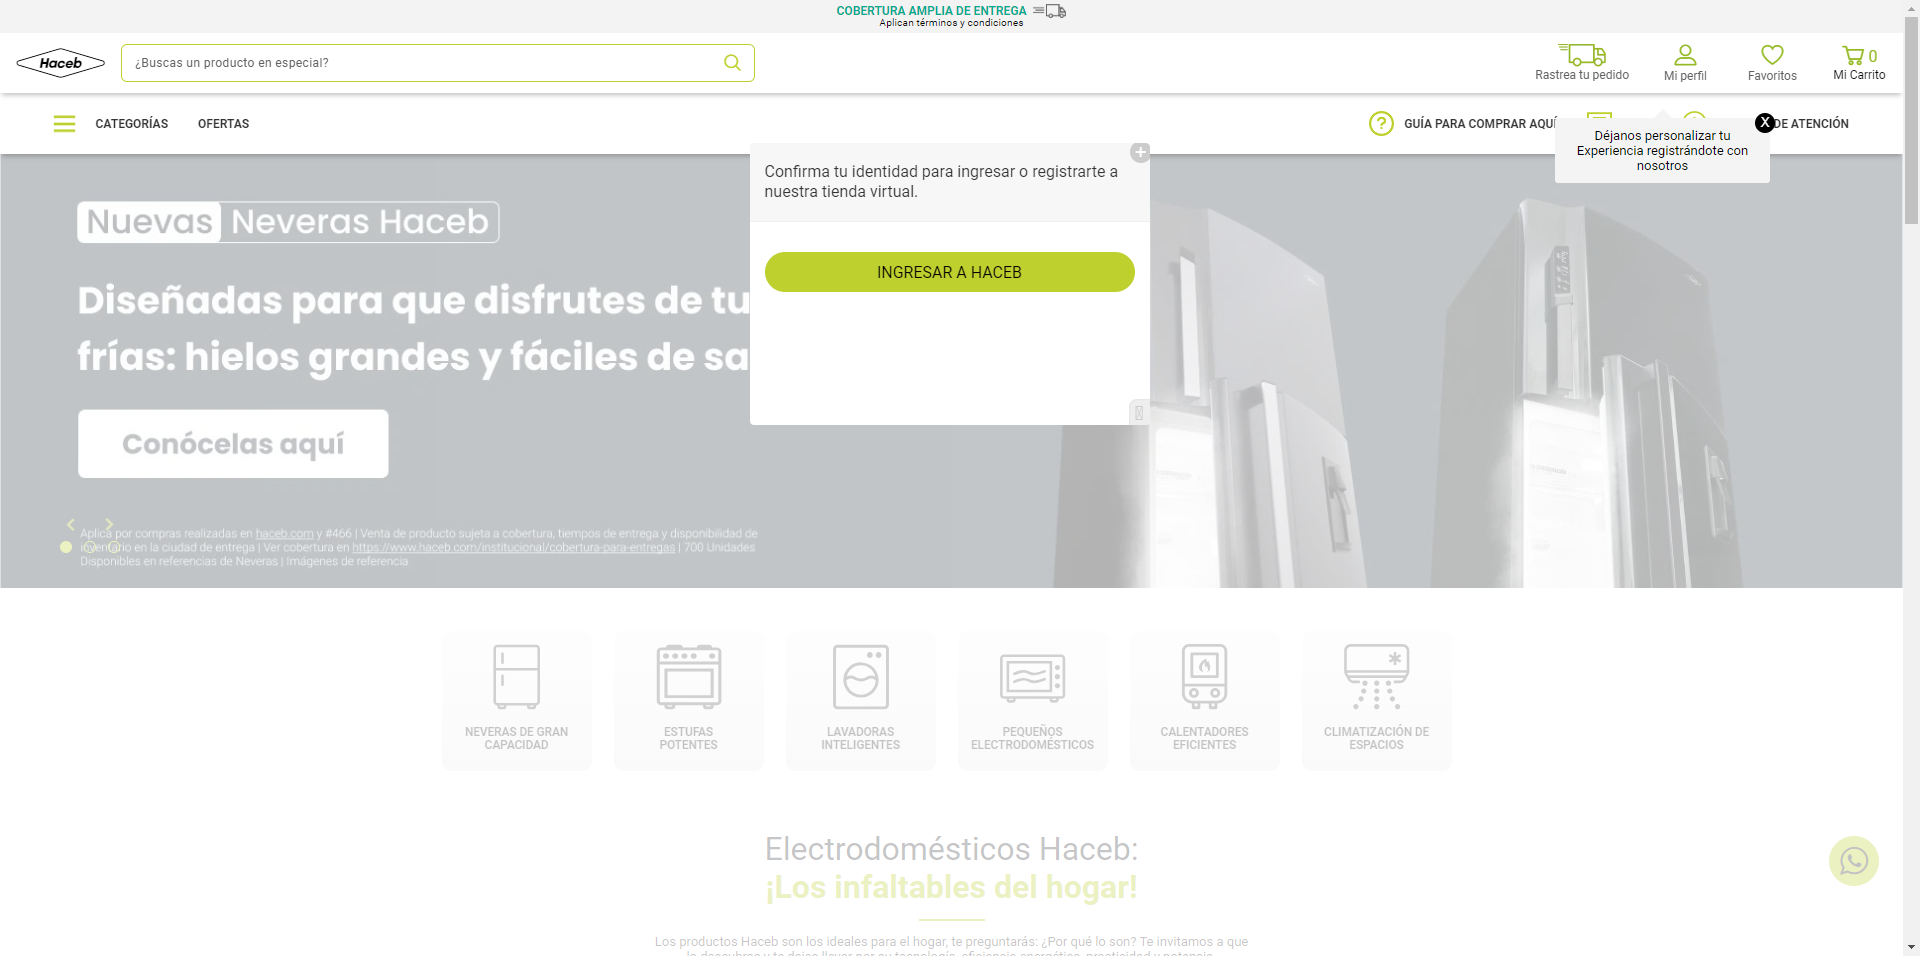 COBERTURA AMPLIA DE ENTREGA
Aplican términos y condiciones
Haceb
¿Buscas un producto en especial?
Rastrea tu pedido
Mi perfil
Favoritos
0
Mi Carrito
CATEGORÍAS
OFERTAS
GUÍA PARA COMPRAR AQUÍ
DE ATENCIÓN
X
Déjanos personalizar tu
Experiencia registrándote con
nosotros
Confirma tu identidad para ingresar o registrarte a
nuestra tienda virtual.
INGRESAR A HACEB
Nuevas Neveras Haceb
Diseñadas para que disfrutes de tu
frías: hielos grandes y fáciles de sa
Conócelas aquí
Aplica por compras realizadas en haceb.com y #466 | Venta de producto sujeta a cobertura, tiempos de entrega y disponibilidad de
inventario en la ciudad de entrega | Ver cobertura en https://www.haceb.com/institucional/cobertura-para-entregas | 700 Unidades
Disponibles en referencias de Neveras | Imágenes de referencia
NEVERAS DE GRAN
CAPACIDAD
ESTUFAS
POTENTES
LAVADORAS
INTELIGENTES
PEQUEÑOS
ELECTRODOMÉSTICOS
CALENTADORES
EFICIENTES
CLIMATIZACIÓN DE
ESPACIOS
Electrodomésticos Haceb:
¡Los infaltables del hogar!
Los productos Haceb son los ideales para el hogar, te preguntarás: ¿Por qué lo son? Te invitamos a que